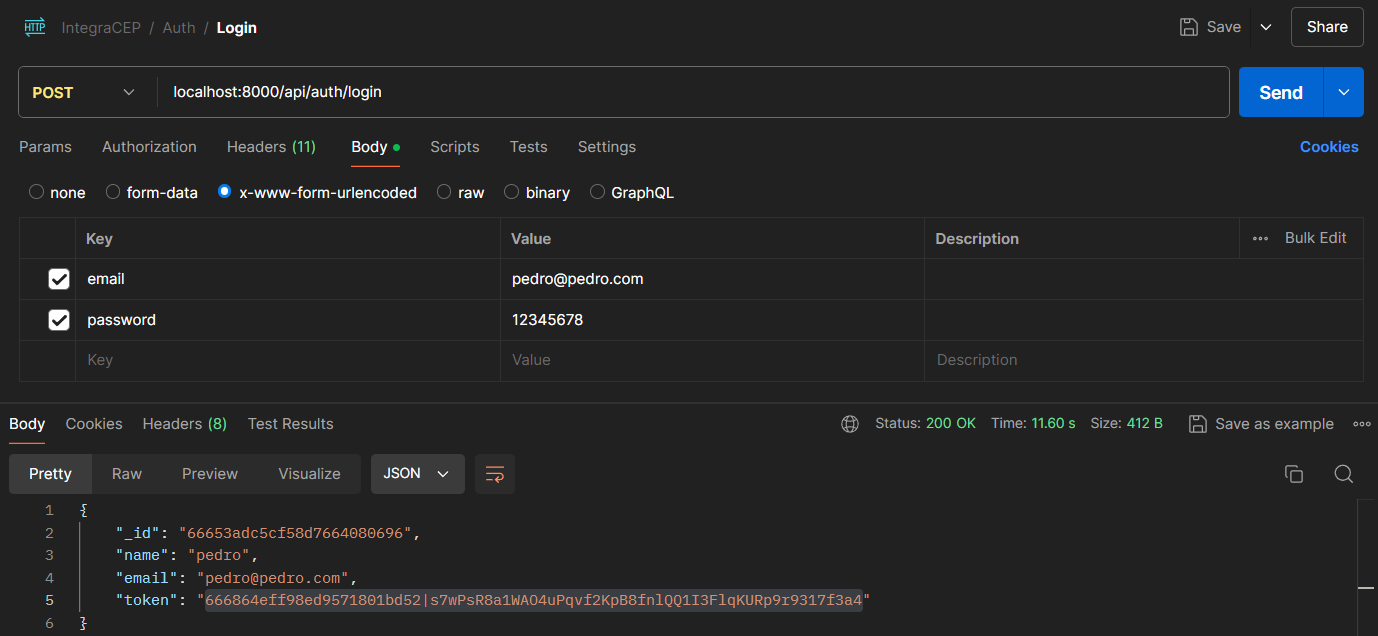 HTTP IntegraCEP / Auth / Login Save Share
POST localhost:8000/api/auth/login Send
Params Authorization Headers (11) Body Scripts Tests Settings Cookies
none form-data x-www-form-urlencoded raw binary GraphQL
Key Value Description Bulk Edit
email pedro@pedro.com
password 12345678
Key Value Description
Body Cookies Headers (8) Test Results Status: 200 OK Time: 11.60 s Size: 412 B Save as example
Pretty Raw Preview Visualize JSON
1 {
2 "_id": "66653adc5cf58d7664080696",
3 "name": "pedro",
4 "email": "pedro@pedro.com",
5 "token": "666864eff98ed9571801bd52|s7wPsR8a1WAO4uPqvf2KpB8fnlQQ1I3FlqKURp9r9317f3a4"
6 }